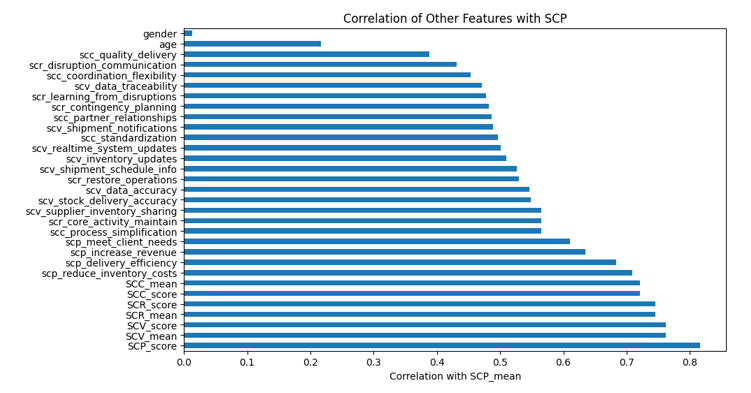 Correlation of Other Features with SCP
gender
age
scc_quality_delivery
scr_disruption_communication
scc_coordination_flexibility
scv_data_traceability
scr_learning_from_disruptions
scr_contingency_planning
scc_partner_relationships
scv_shipment_notifications
scc_standardization
scv_realtime_system_updates
scv_inventory_updates
scv_shipment_schedule_info
scr_restore_operations
scv_data_accuracy
scv_stock_delivery_accuracy
scv_supplier_inventory_sharing
scr_core_activity_maintain
scc_process_simplification
scp_meet_client_needs
scp_increase_revenue
scp_delivery_efficiency
scp_reduce_inventory_costs
SCC_mean
SCC_score
SCR_score
SCR_mean
SCV_score
SCV_mean
SCP_score
0.0 0.1 0.2 0.3 0.4 0.5 0.6 0.7 0.8
Correlation with SCP_mean